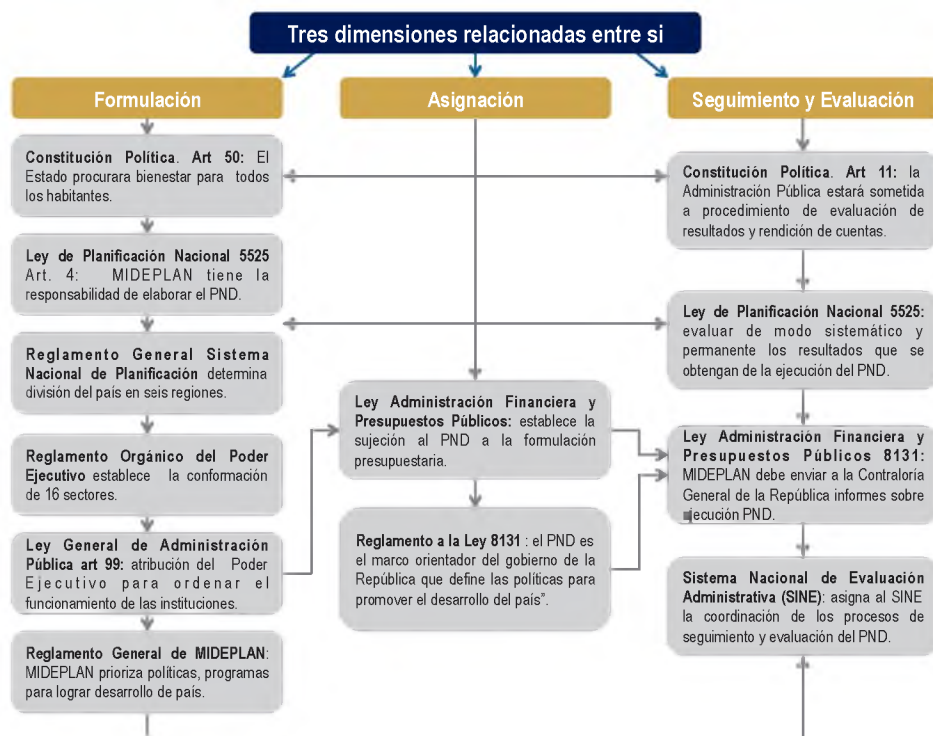 Tres dimensiones relacionadas entre si
Formulación
Constitución Política. Art 50: El
Estado procurara bienestar para todos
los habitantes.
Ley de Planificación Nacional 5525
Art. 4: MIDEPLAN tiene la
responsabilidad de elaborar el PND.
Reglamento General Sistema
Nacional de Planificación determina
división del país en seis regiones.
Reglamento Orgánico del Poder
Ejecutivo establece la conformación
de 16 sectores.
Ley General de Administración
Pública art 99: atribución del Poder
Ejecutivo para ordenar el
funcionamiento de las instituciones.
Reglamento General de MIDEPLAN:
MIDEPLAN prioriza políticas, programas
para lograr desarrollo de país.
Asignación
Ley Administración Financiera y
Presupuestos Públicos: establece la
sujeción al PND a la formulación
presupuestaria.
Reglamento a la Ley 8131 : el PND es
el marco orientador del gobierno de la
República que define las políticas para
promover el desarrollo del país”.
Seguimiento y Evaluación
Constitución Política. Art 11: la
Administración Pública estará sometida
a procedimiento de evaluación de
resultados y rendición de cuentas.
Ley de Planificación Nacional 5525:
evaluar de modo sistemático y
permanente los resultados que se
obtengan de la ejecución del PND.
Ley Administración Financiera y
Presupuestos Públicos 8131:
MIDEPLAN debe enviar a la Contraloría
General de la República informes sobre
ejecución PND.
Sistema Nacional de Evaluación
Administrativa (SINE): asigna al SINE
la coordinación de los procesos de
seguimiento y evaluación del PND.